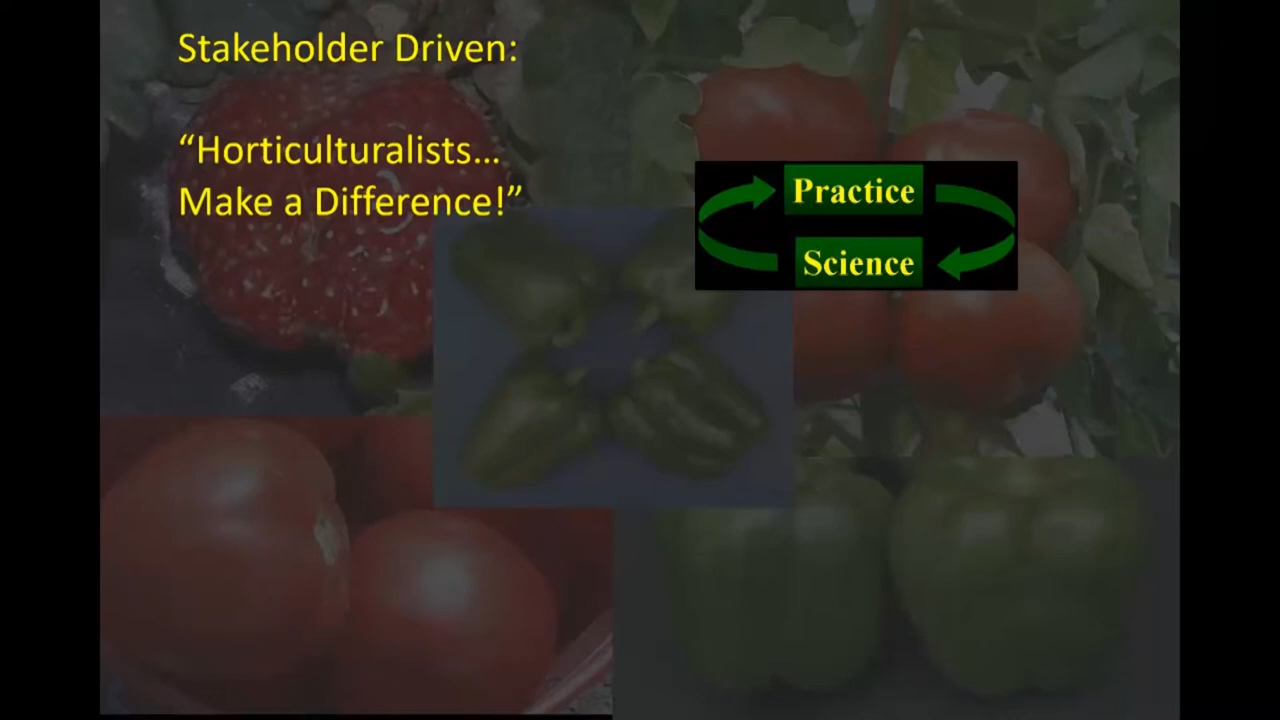 Stakeholder Driven:
“Horticulturalists...
Make a Difference!”
Practice
Science